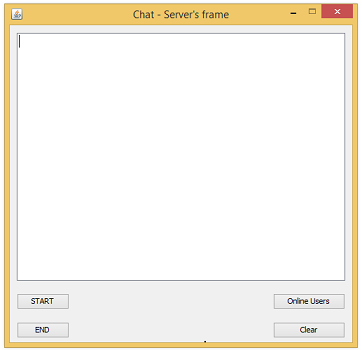 Chat - Server's frame
START
Online Users
END
Clear